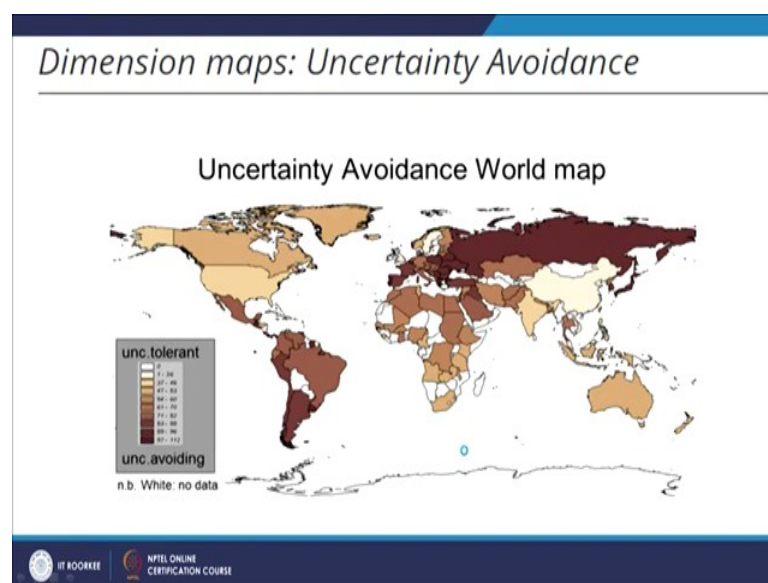 Dimension maps: Uncertainty Avoidance
Uncertainty Avoidance World map
unc.tolerant
0
unc.avoiding
n.b. White: no data
IIT ROORKEE
NPTEL ONLINE
CERTIFICATION COURSE